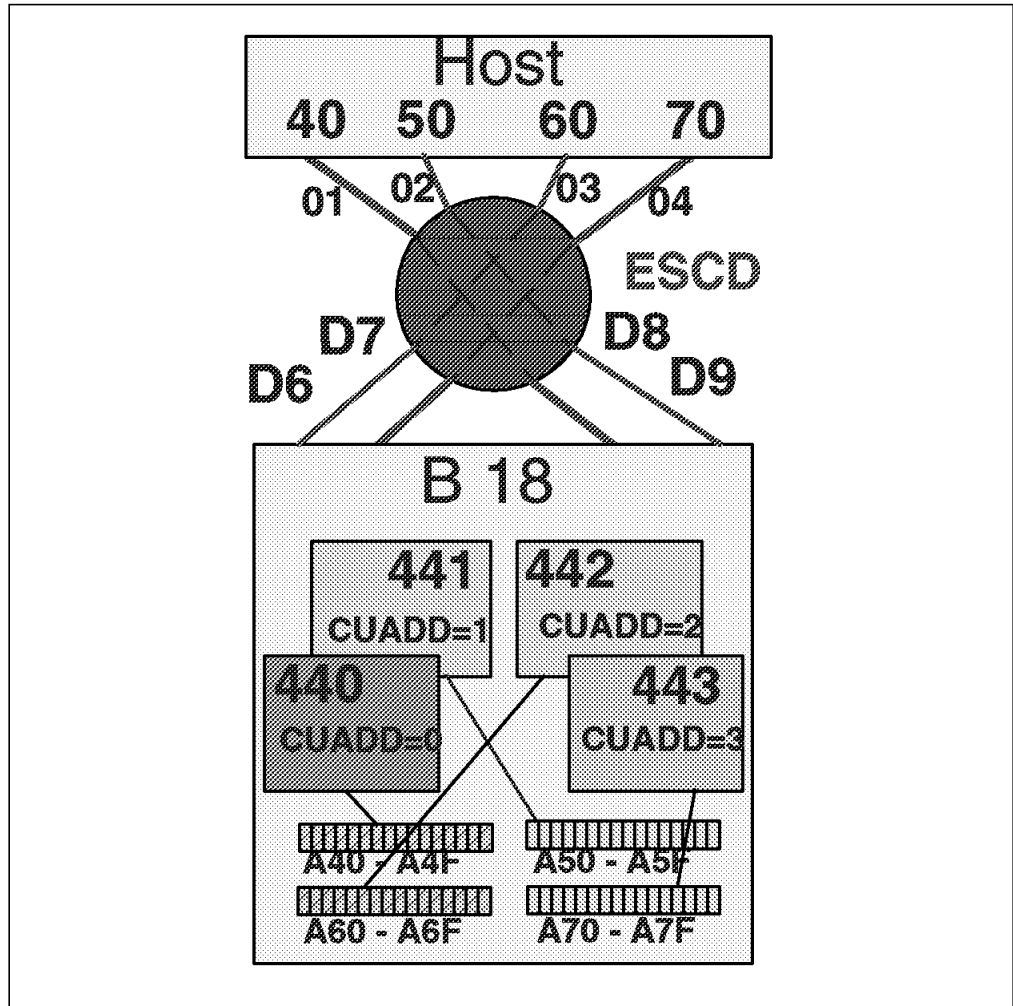 Host
40 50 60 70
01 02 03 04
ESCD
D7 D8
D6 D9
B 18
441 442
CUADD=1 CUADD=2
440 443
CUADD=0 CUADD=3
A40 - A4F A50 - A5F
A60 - A6F A70 - A7F